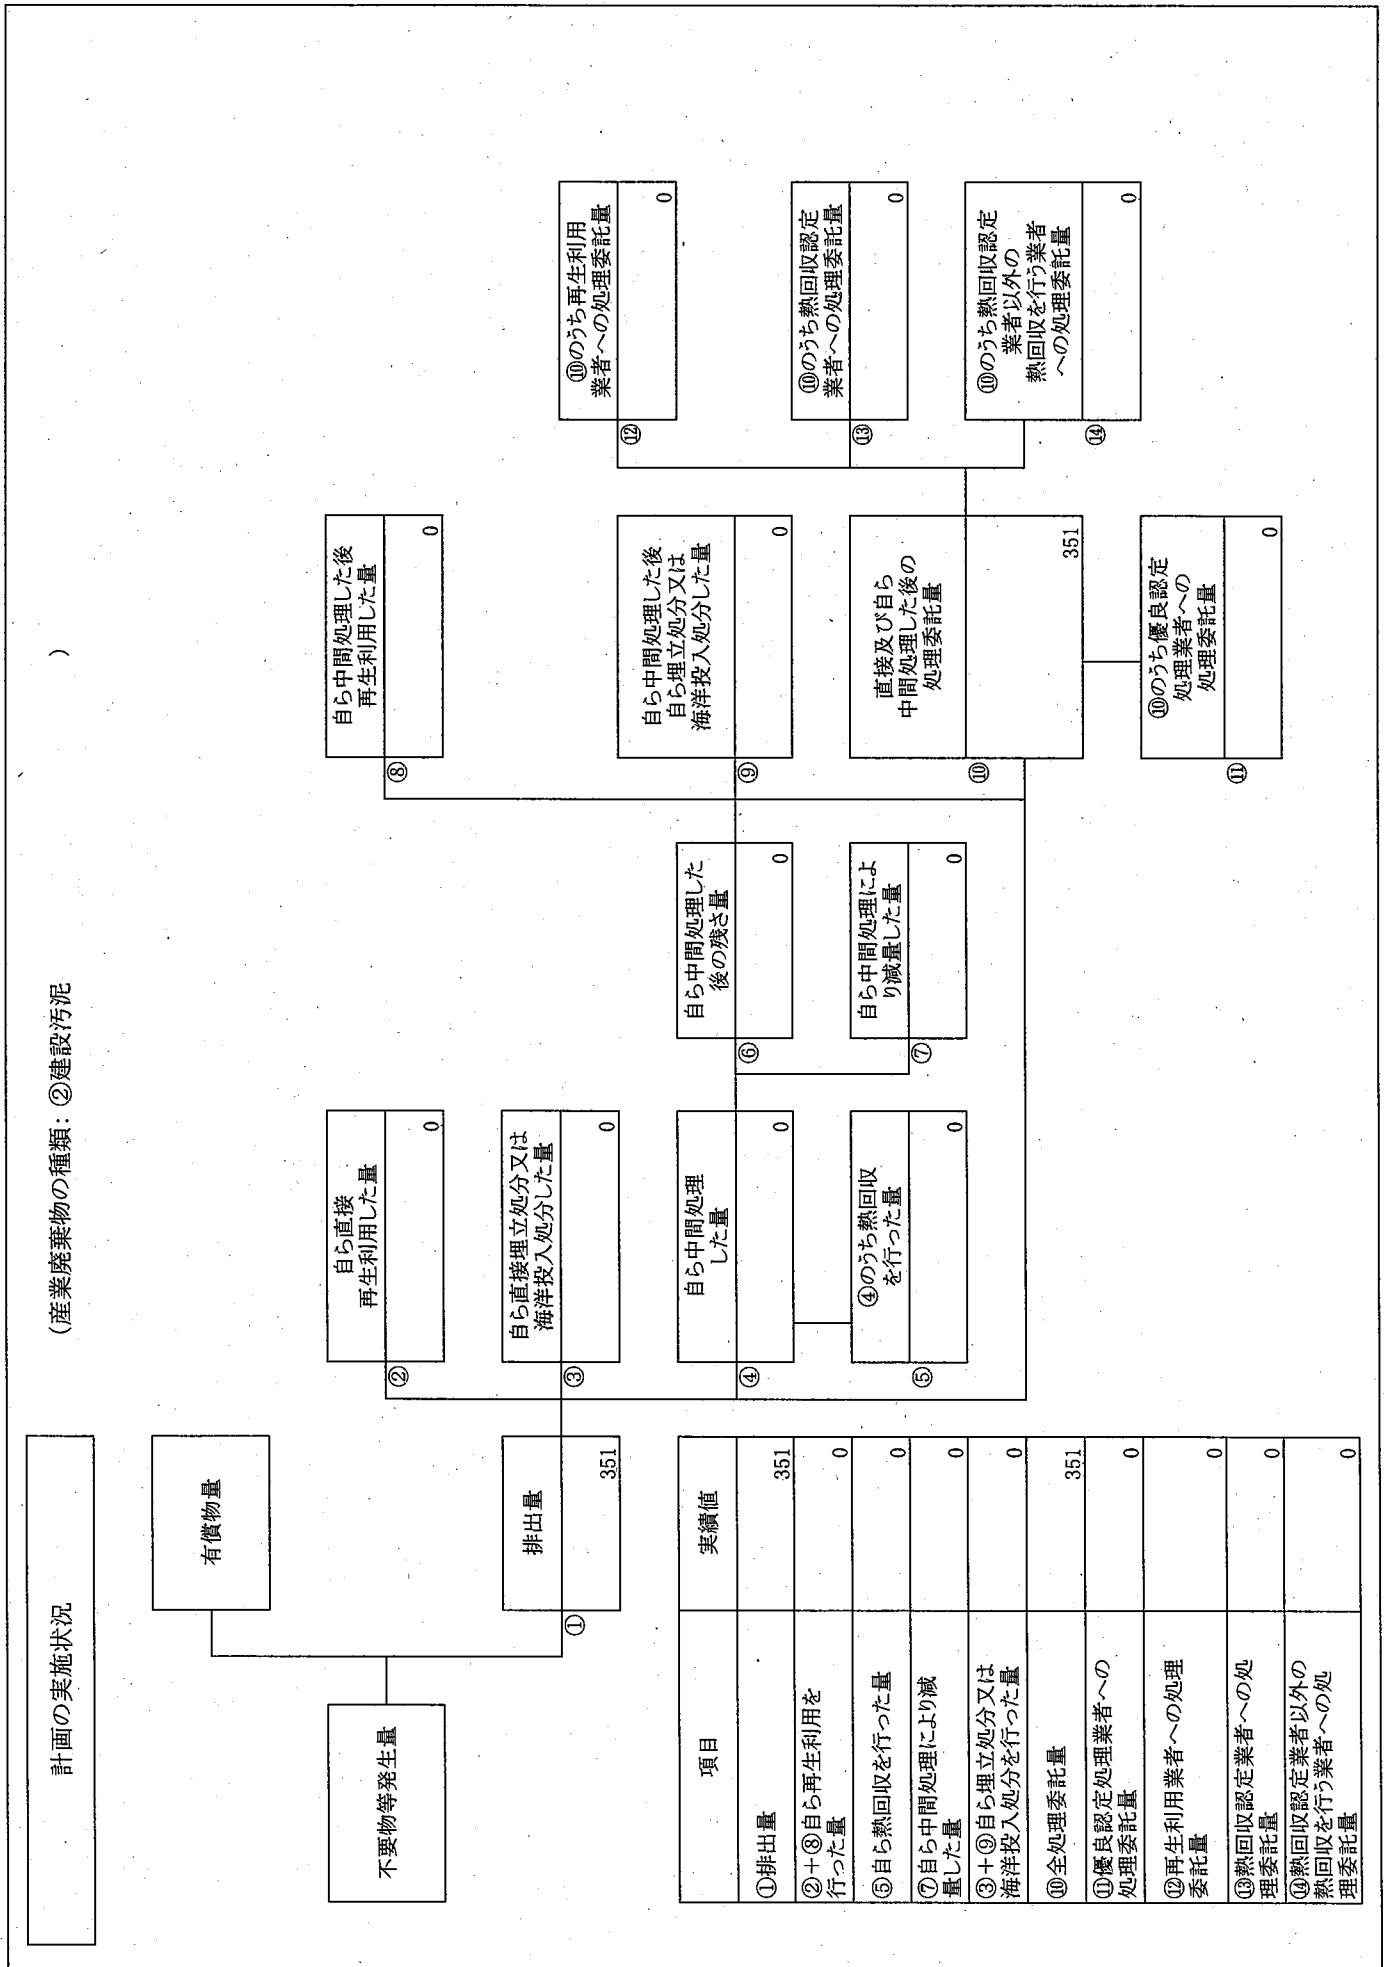 計画の実施状況
(産業廃棄物の種類：②建設汚泥 )
不要物等発生量
有償物量
①
排出量
351
②
自ら直接
再生利用した量
0
③
自ら直接埋立処分又は
海洋投入処分した量
0
④
自ら中間処理
した量
0
⑤
④のうち熱回収
を行った量
0
⑥
自ら中間処理した
後の残さ量
0
⑦
自ら中間処理によ
り減量した量
0
⑧
自ら中間処理した後
再生利用した量
0
⑨
自ら中間処理した後
自ら埋立処分又は
海洋投入処分した量
0
⑩
直接及び自ら
中間処理した後の
処理委託量
351
⑪
⑩のうち優良認定
処理業者への
処理委託量
0
⑫
⑩のうち再生利用
業者への処理委託量
0
⑬
⑩のうち熱回収認定
業者への処理委託量
0
⑭
⑩のうち熱回収認定
業者以外の
熱回収を行う業者
への処理委託量
0
項目 実績値
①排出量 351
②+⑧自ら再生利用を
行った量 0
⑤自ら熱回収を行った量 0
⑦自ら中間処理により減
量した量 0
③+⑨自ら埋立処分又は
海洋投入処分を行った量 0
⑩全処理委託量 351
⑪優良認定処理業者への
処理委託量 0
⑫再生利用業者への処理
委託量 0
⑬熱回収認定業者への処
理委託量 0
⑭熱回収認定業者以外の
熱回収を行う業者への処
理委託量 0